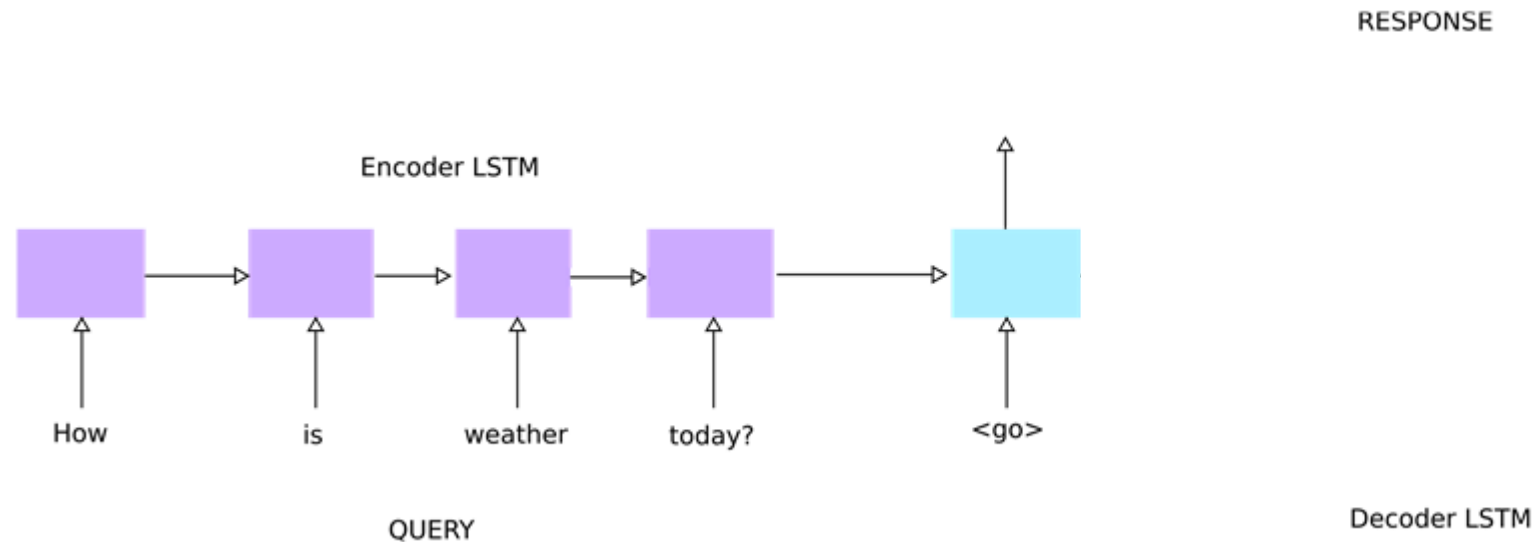 RESPONSE
Encoder LSTM
How is weather today? <go>
QUERY
Decoder LSTM